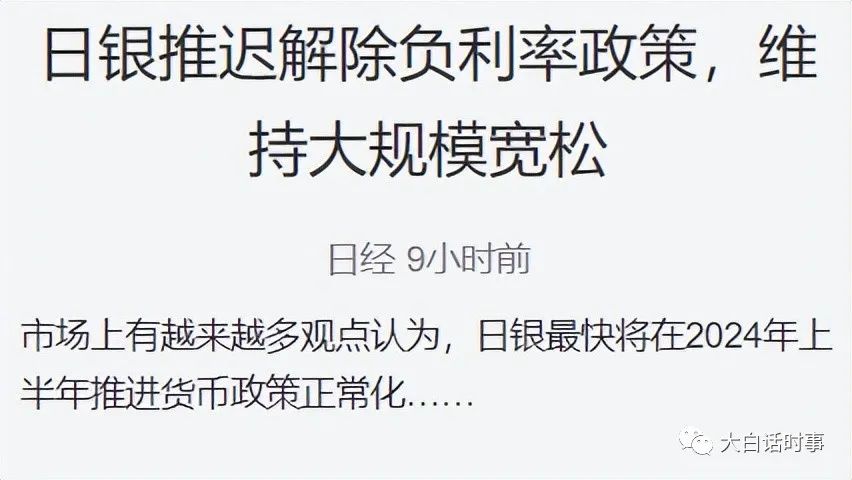 日银推迟解除负利率政策，维
持大规模宽松
日经 9小时前
市场上有越来越多观点认为，日银最快将在2024年上
半年推进货币政策正常化……
大白话时事